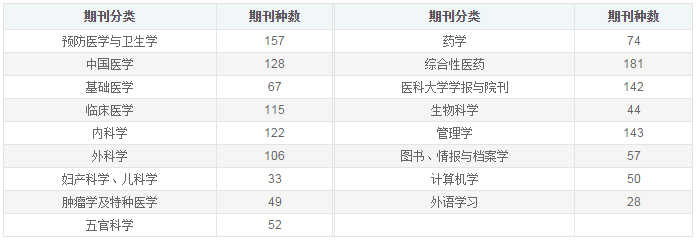 期刊分类 期刊种数 期刊分类 期刊种数
预防医学与卫生学 157 药学 74
中国医学 128 综合性医药 181
基础医学 67 医科大学学报与院刊 142
临床医学 115 生物科学 44
内科学 122 管理学 143
外科学 106 图书、情报与档案学 57
妇产科学、儿科学 33 计算机学 50
肿瘤学及特种医学 49 外语学习 28
五官科学 52